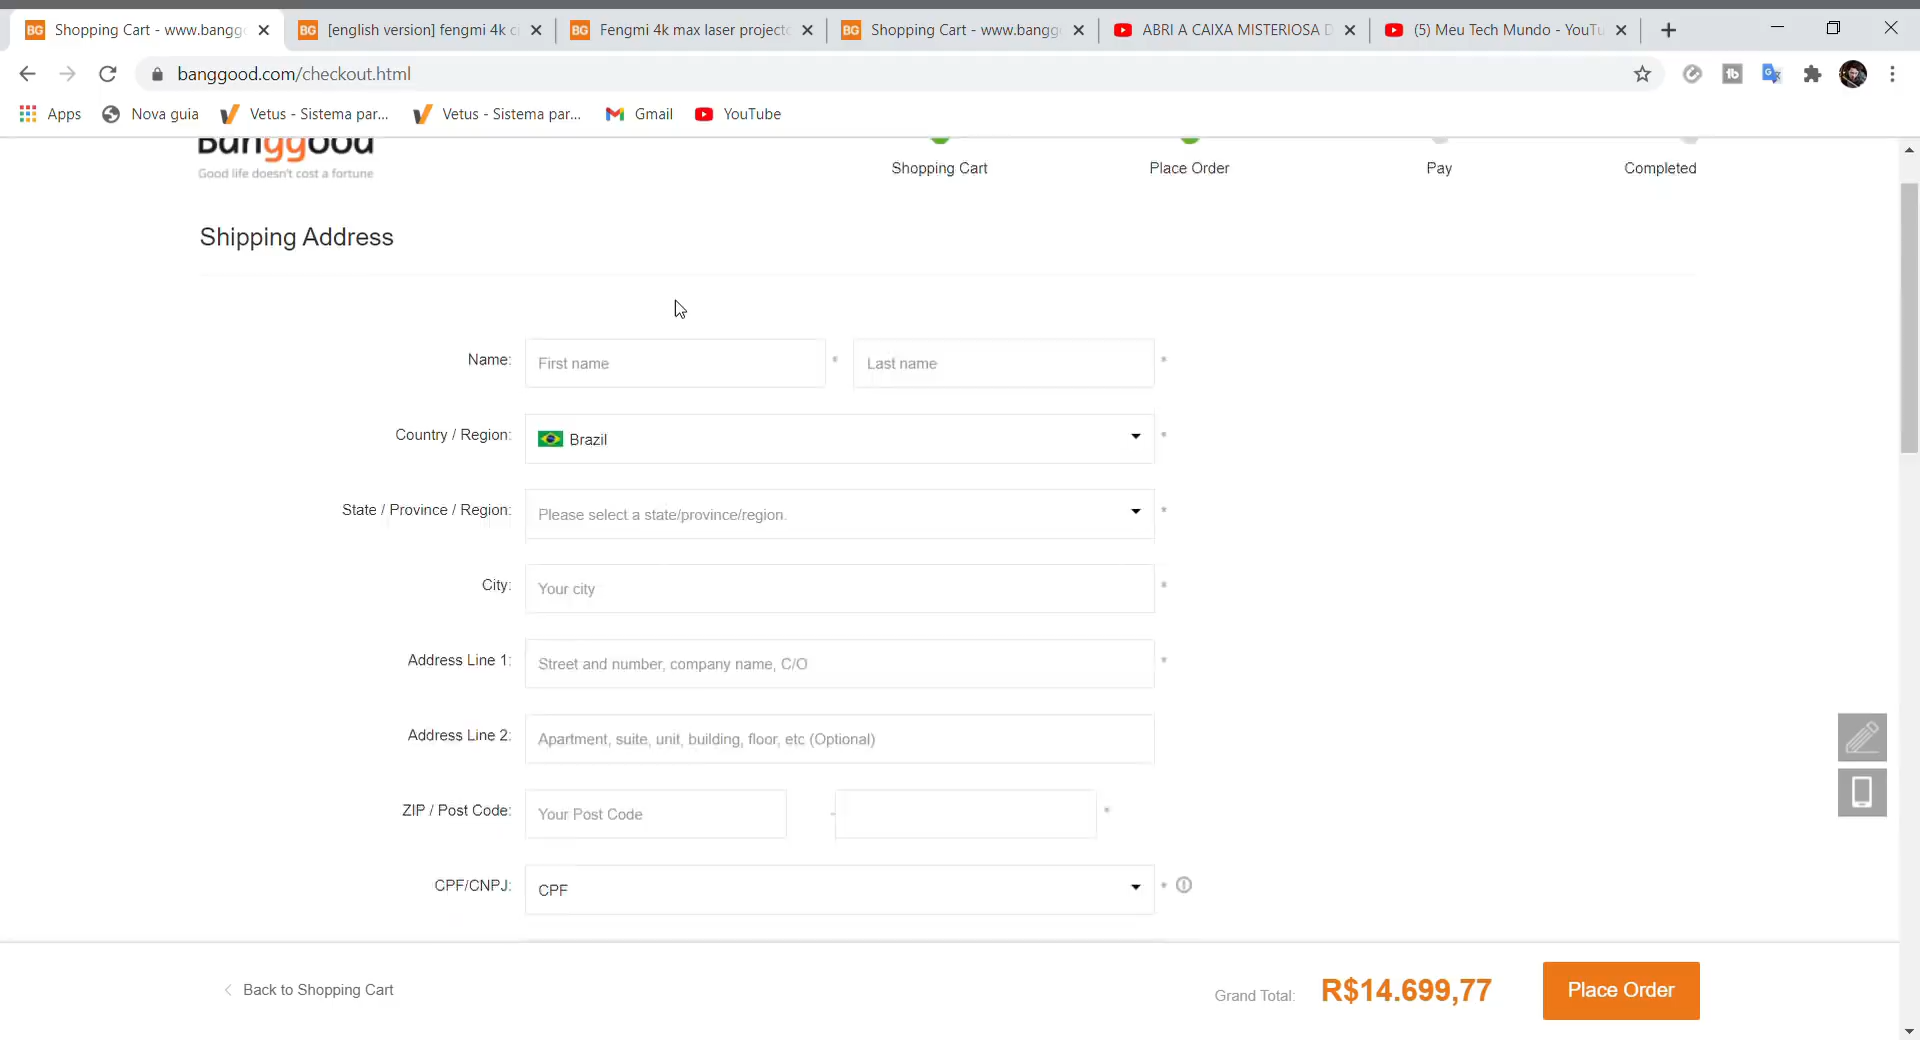 Shopping Cart - www.bangg
[english version] fengmi 4k c
Fengmi 4k max laser projecto
Shopping Cart - www.bangg
ABRI A CAIXA MISTERIOSA D
(5) Meu Tech Mundo - YouTu
banggood.com/checkout.html
Apps
Nova guia
Vetus - Sistema par...
Vetus - Sistema par...
Gmail
YouTube
Banggood
Good life doesn't cost a fortune
Shopping Cart
Place Order
Pay
Completed
Shipping Address
Name:
First name
*
Last name
*
Country / Region:
Brazil
*
State / Province / Region:
Please select a state/province/region.
*
City:
Your city
*
Address Line 1:
Street and number, company name, C/O
*
Address Line 2:
Apartment, suite, unit, building, floor, etc (Optional)
ZIP / Post Code:
Your Post Code
-
*
CPF/CNPJ:
CPF
*
Back to Shopping Cart
Grand Total:
R$14.699,77
Place Order